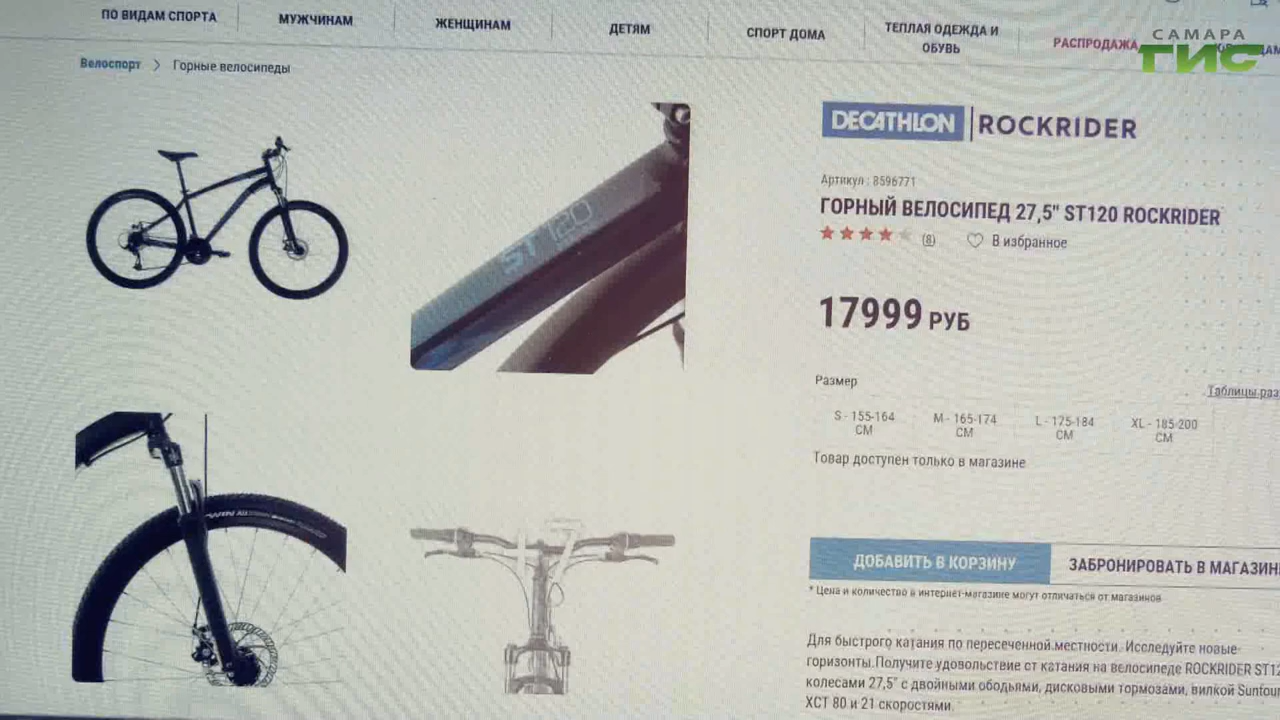 ПО ВИДАМ СПОРТА
МУЖЧИНАМ
ЖЕНЩИНАМ
ДЕТЯМ
СПОРТ ДОМА
ТЕПЛАЯ ОДЕЖДА И
ОБУВЬ
РАСПРОДАЖА
САМАРА
ГИС
Велоспорт > Горные велосипеды
DECATHLON | ROCKRIDER
Артикул : 8596771
ГОРНЫЙ ВЕЛОСИПЕД 27,5" ST120 ROCKRIDER
(8) В избранное
17999 РУБ
Размер
Таблицы раз
S - 155-164
СМ
M - 165-174
СМ
L - 175-184
СМ
XL - 185-200
СМ
Товар доступен только в магазине
ДОБАВИТЬ В КОРЗИНУ
ЗАБРОНИРОВАТЬ В МАГАЗИН
* Цена и количество в интернет-магазине могут отличаться от магазинов
Для быстрого катания по пересеченной местности. Исследуйте новые
горизонты.Получите удовольствие от катания на велосипеде ROCKRIDER ST12
колесами 27,5" с двойными ободьями, дисковыми тормозами, вилкой Suntour
XCT 80 и 21 скоростями.
ST 120